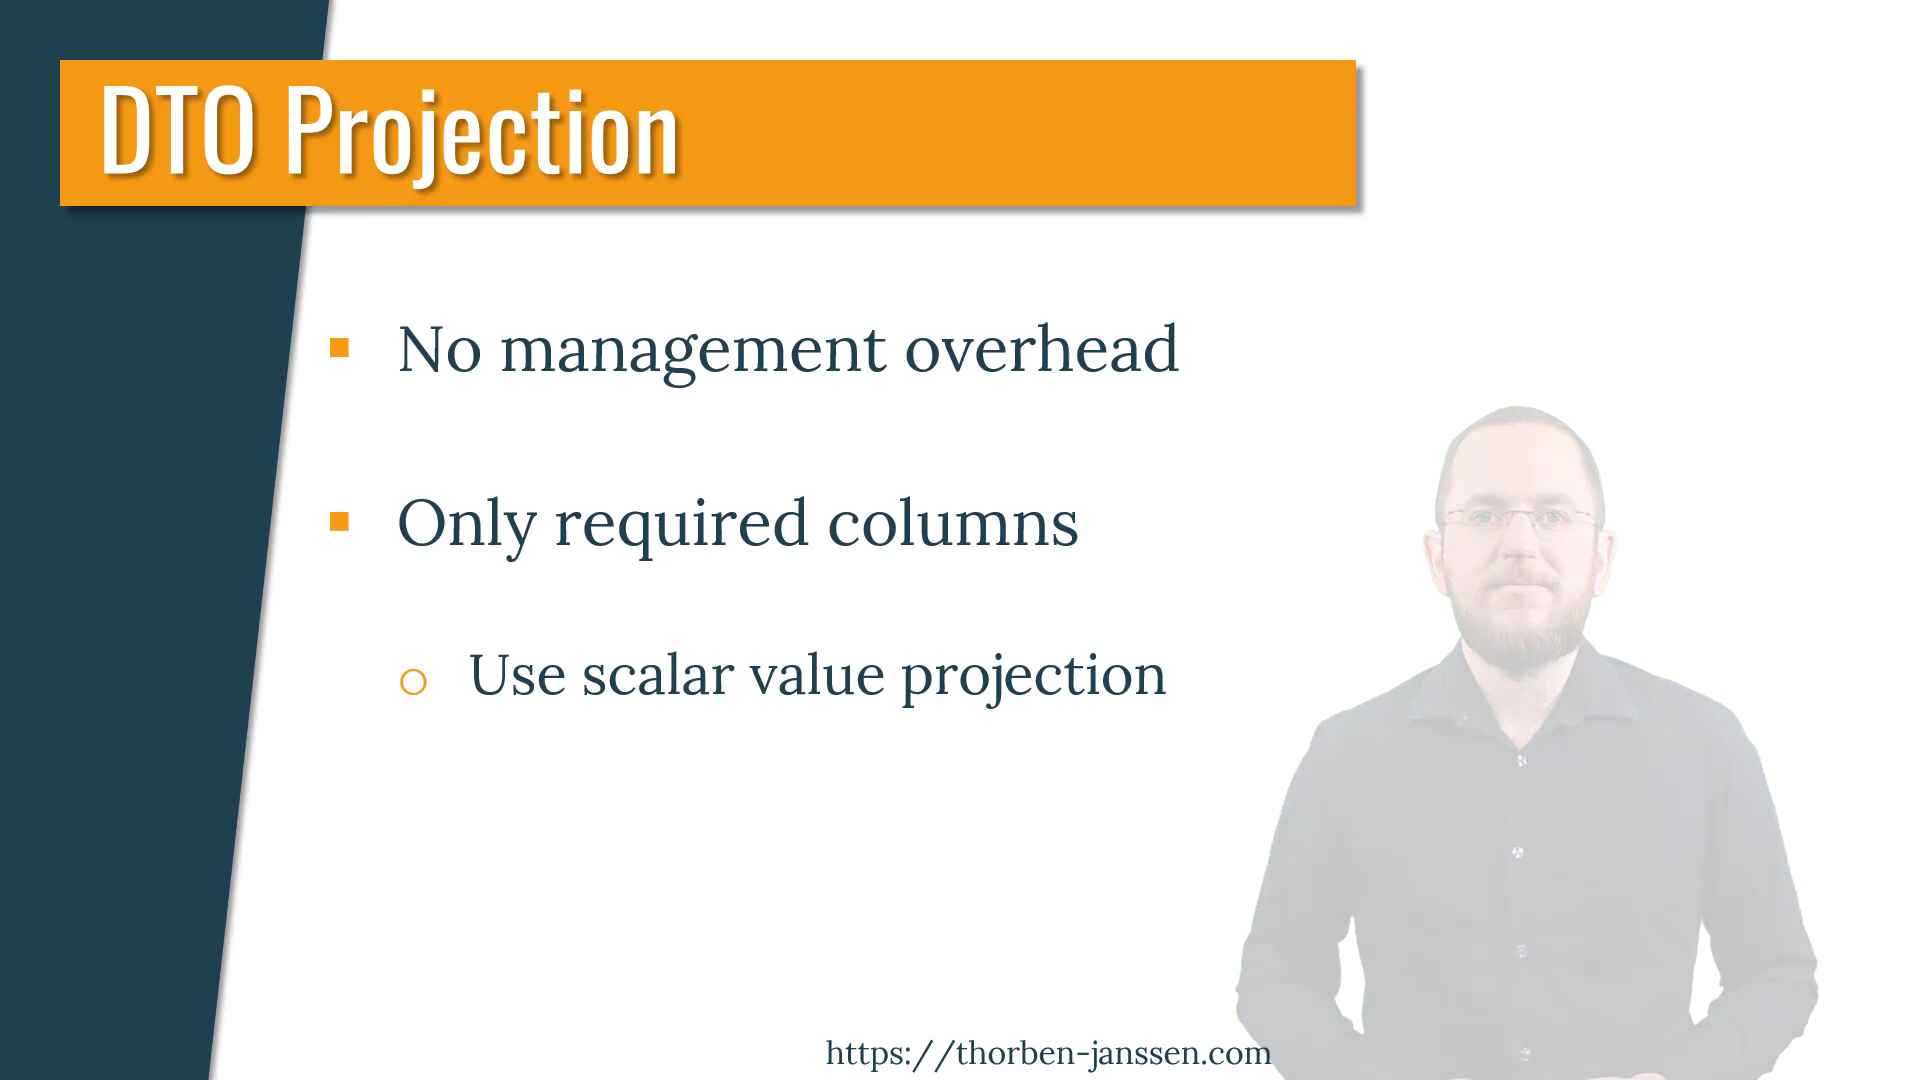 DTO Projection
No management overhead
Only required columns
Use scalar value projection
https://thorben-janssen.com